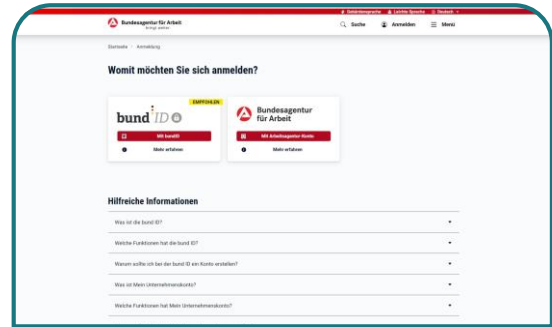 Gebärdensprache Leichte Sprache Deutsch
Bundesagentur für Arbeit
bringt weiter.
Suche Anmelden Menü
Startseite Anmeldung
Womit möchten Sie sich anmelden?
EMPFOHLEN
bundID
Mit bundID
Mehr erfahren
Bundesagentur
für Arbeit
Mit Arbeitsagentur-Konto
Mehr erfahren
Hilfreiche Informationen
Was ist die bund ID?
Welche Funktionen hat die bund ID?
Warum sollte ich bei der bund ID ein Konto erstellen?
Was ist Mein Unternehmenskonto?
Welche Funktionen hat Mein Unternehmenskonto?